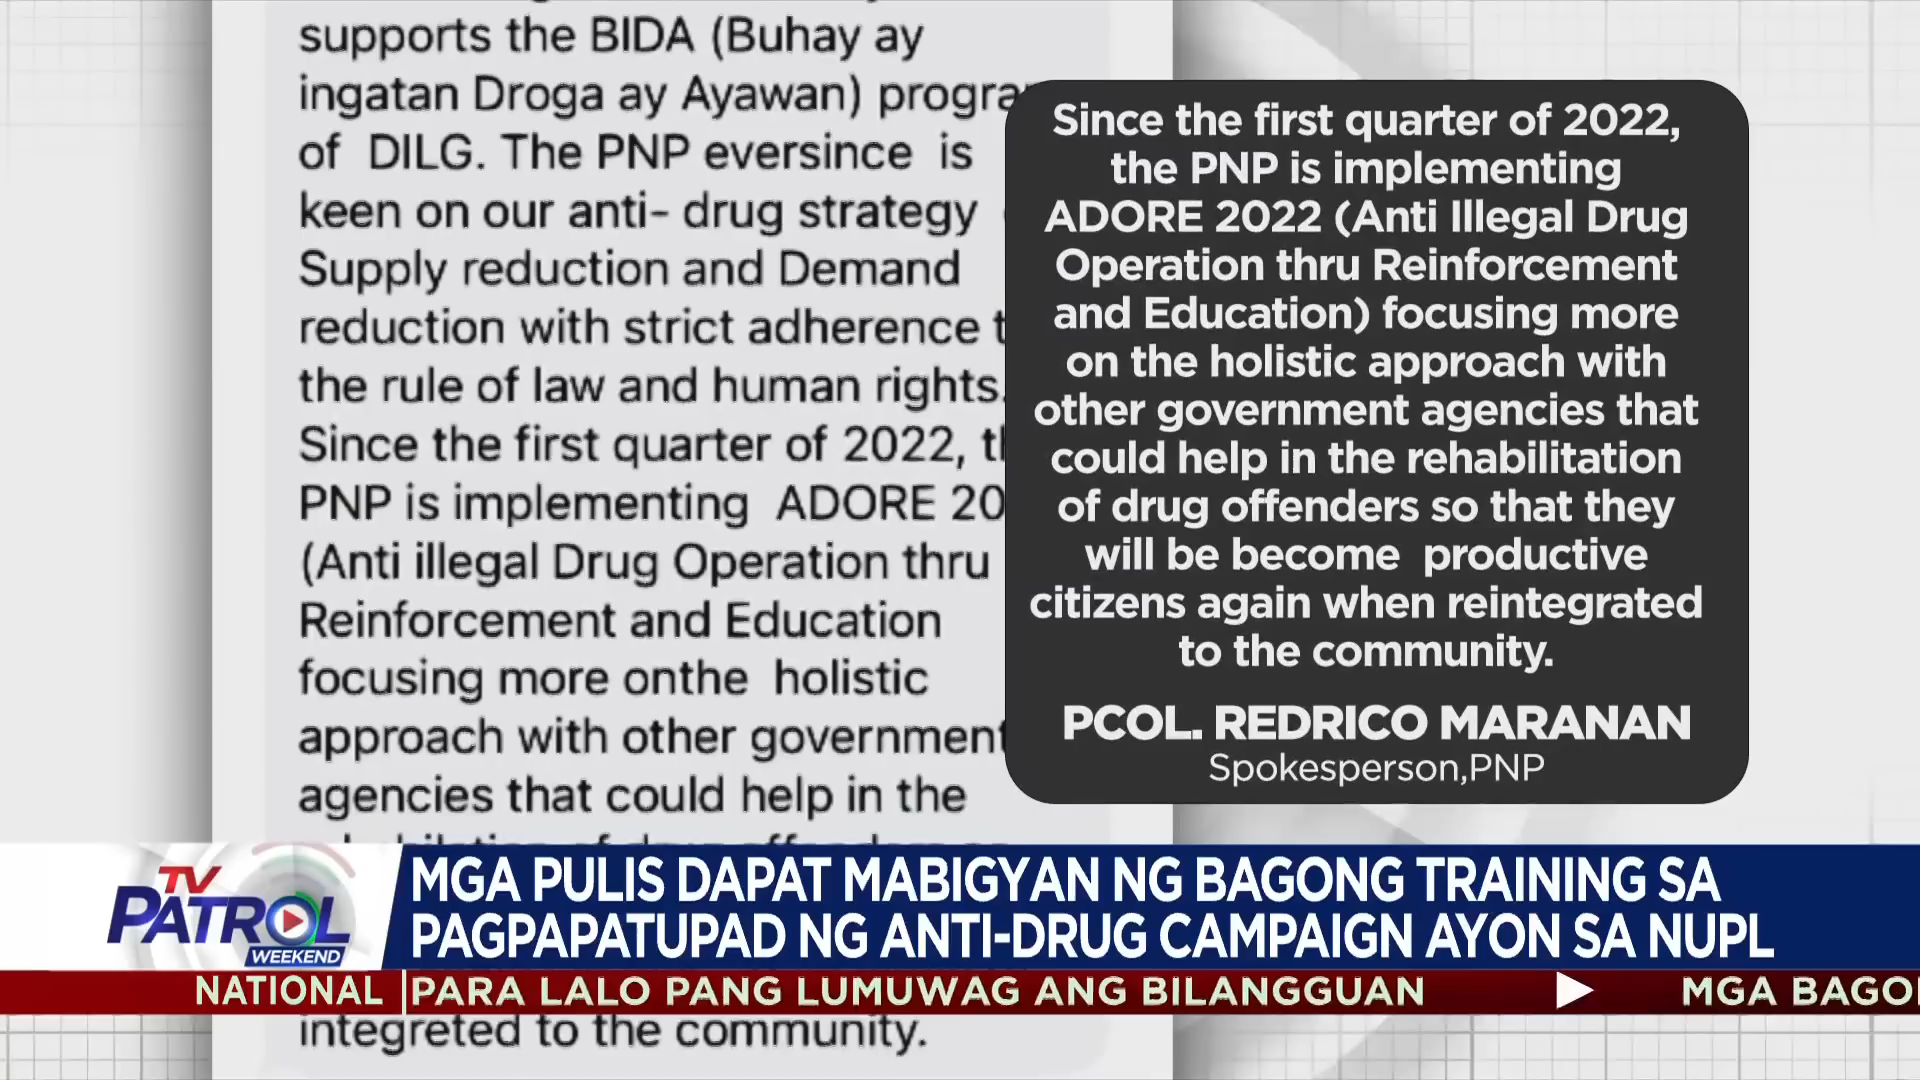 supports the BIDA (Buhay ay
ingatan Droga ay Ayawan)
of DILG. The PNP eversince is
keen on our anti- drug strategy
Supply reduction and Demand
reduction with strict adherence
the rule of law and human rights.
Since the first quarter of 2022,
PNP is implementing ADORE 20
(Anti illegal Drug Operation thru
Reinforcement and Education
focusing more onthe holistic
approach with other government
agencies that could help in the
integreted to the community.
Since the first quarter of 2022,
the PNP is implementing
ADORE 2022 (Anti Illegal Drug
Operation thru Reinforcement
and Education) focusing more
on the holistic approach with
other government agencies that
could help in the rehabilitation
of drug offenders so that they
will be become productive
citizens again when reintegrated
to the community.
PCOL. REDRICO MARANAN
Spokesperson,PNP
TV
PATROL
WEEKEND
MGA PULIS DAPAT MABIGYAN NG BAGONG TRAINING SA
PAGPAPATUPAD NG ANTI-DRUG CAMPAIGN AYON SA NUPL
NATIONAL PARA LALO PANG LUMUWAG ANG BILANGGUAN MGA BAGO